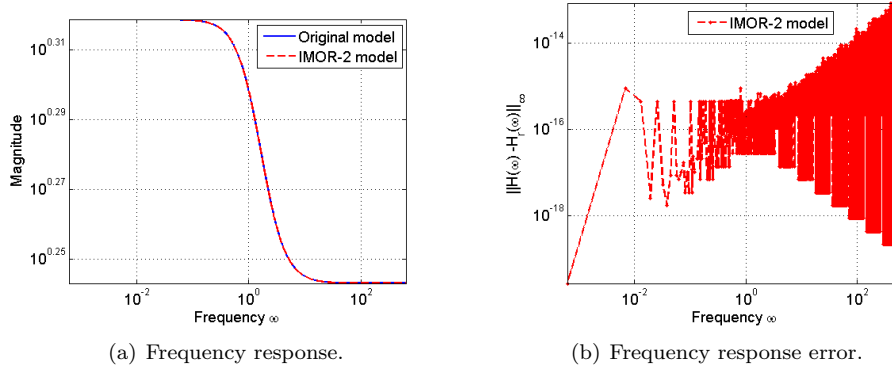 Original model
IMOR-2 model
10^0.31
10^0.29
10^0.27
10^0.25
Magnitude
10^-2
10^0
10^2
Frequency ω
(a) Frequency response.
IMOR-2 model
10^-14
10^-16
10^-18
||H(ω) -H_r(ω)||_∞
10^-2
10^0
10^2
Frequency ω
(b) Frequency response error.